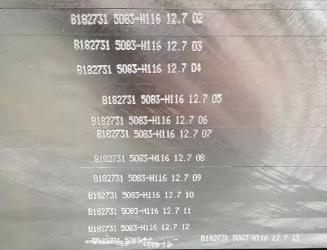 B182731 5083-H116 12.7 02
B182731 5083-H116 12.7 03
B182731 5083-H116 12.7 04
B182731 5083-H116 12.7 05
B182731 5083-H116 12.7 06
B182731 5083-H116 12.7 07
B182731 5083-H116 12.7 08
B182731 5083-H116 12.7 09
B182731 5083-H116 12.7 10
B182731 5083-H116 12.7 11
B182731 5083-H116 12.7 12
B182731 5083-H116 12.7 13